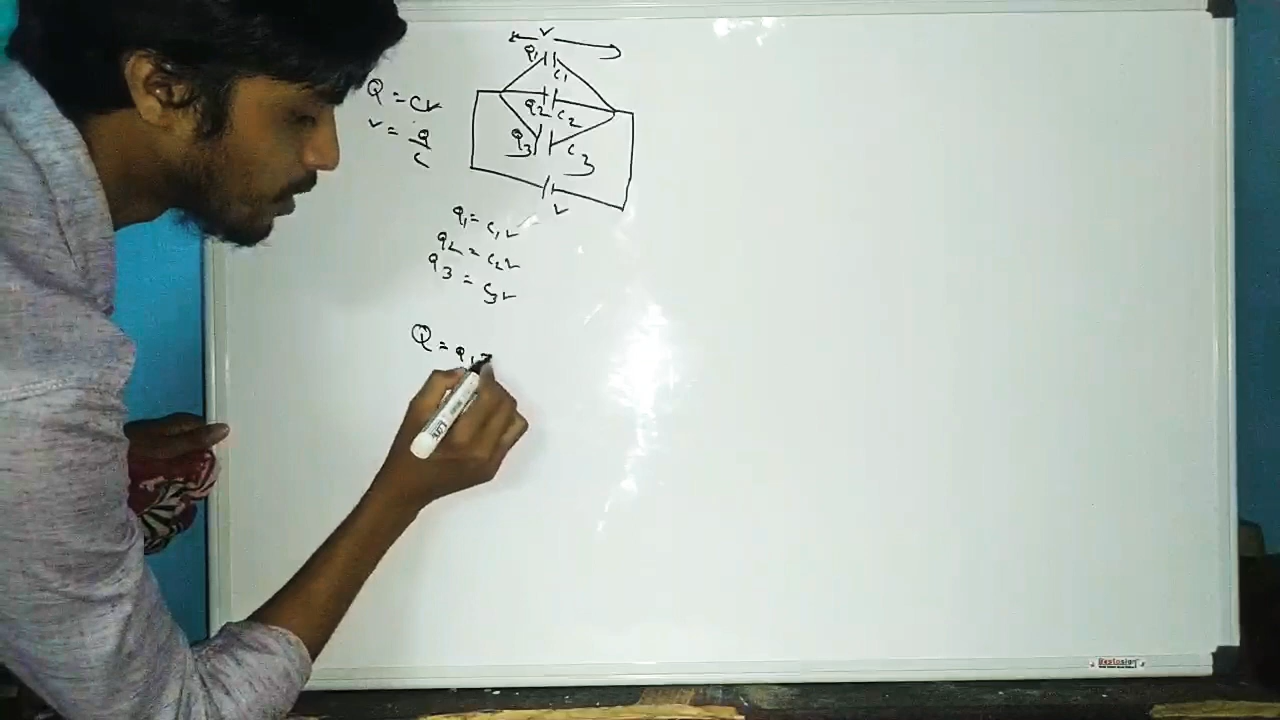 V
q1
C1
Q = CV
q2
C2
V = q/C
q3
C3
V
q1 = C1V
q2 = C2V
q3 = C3V
Q = q1